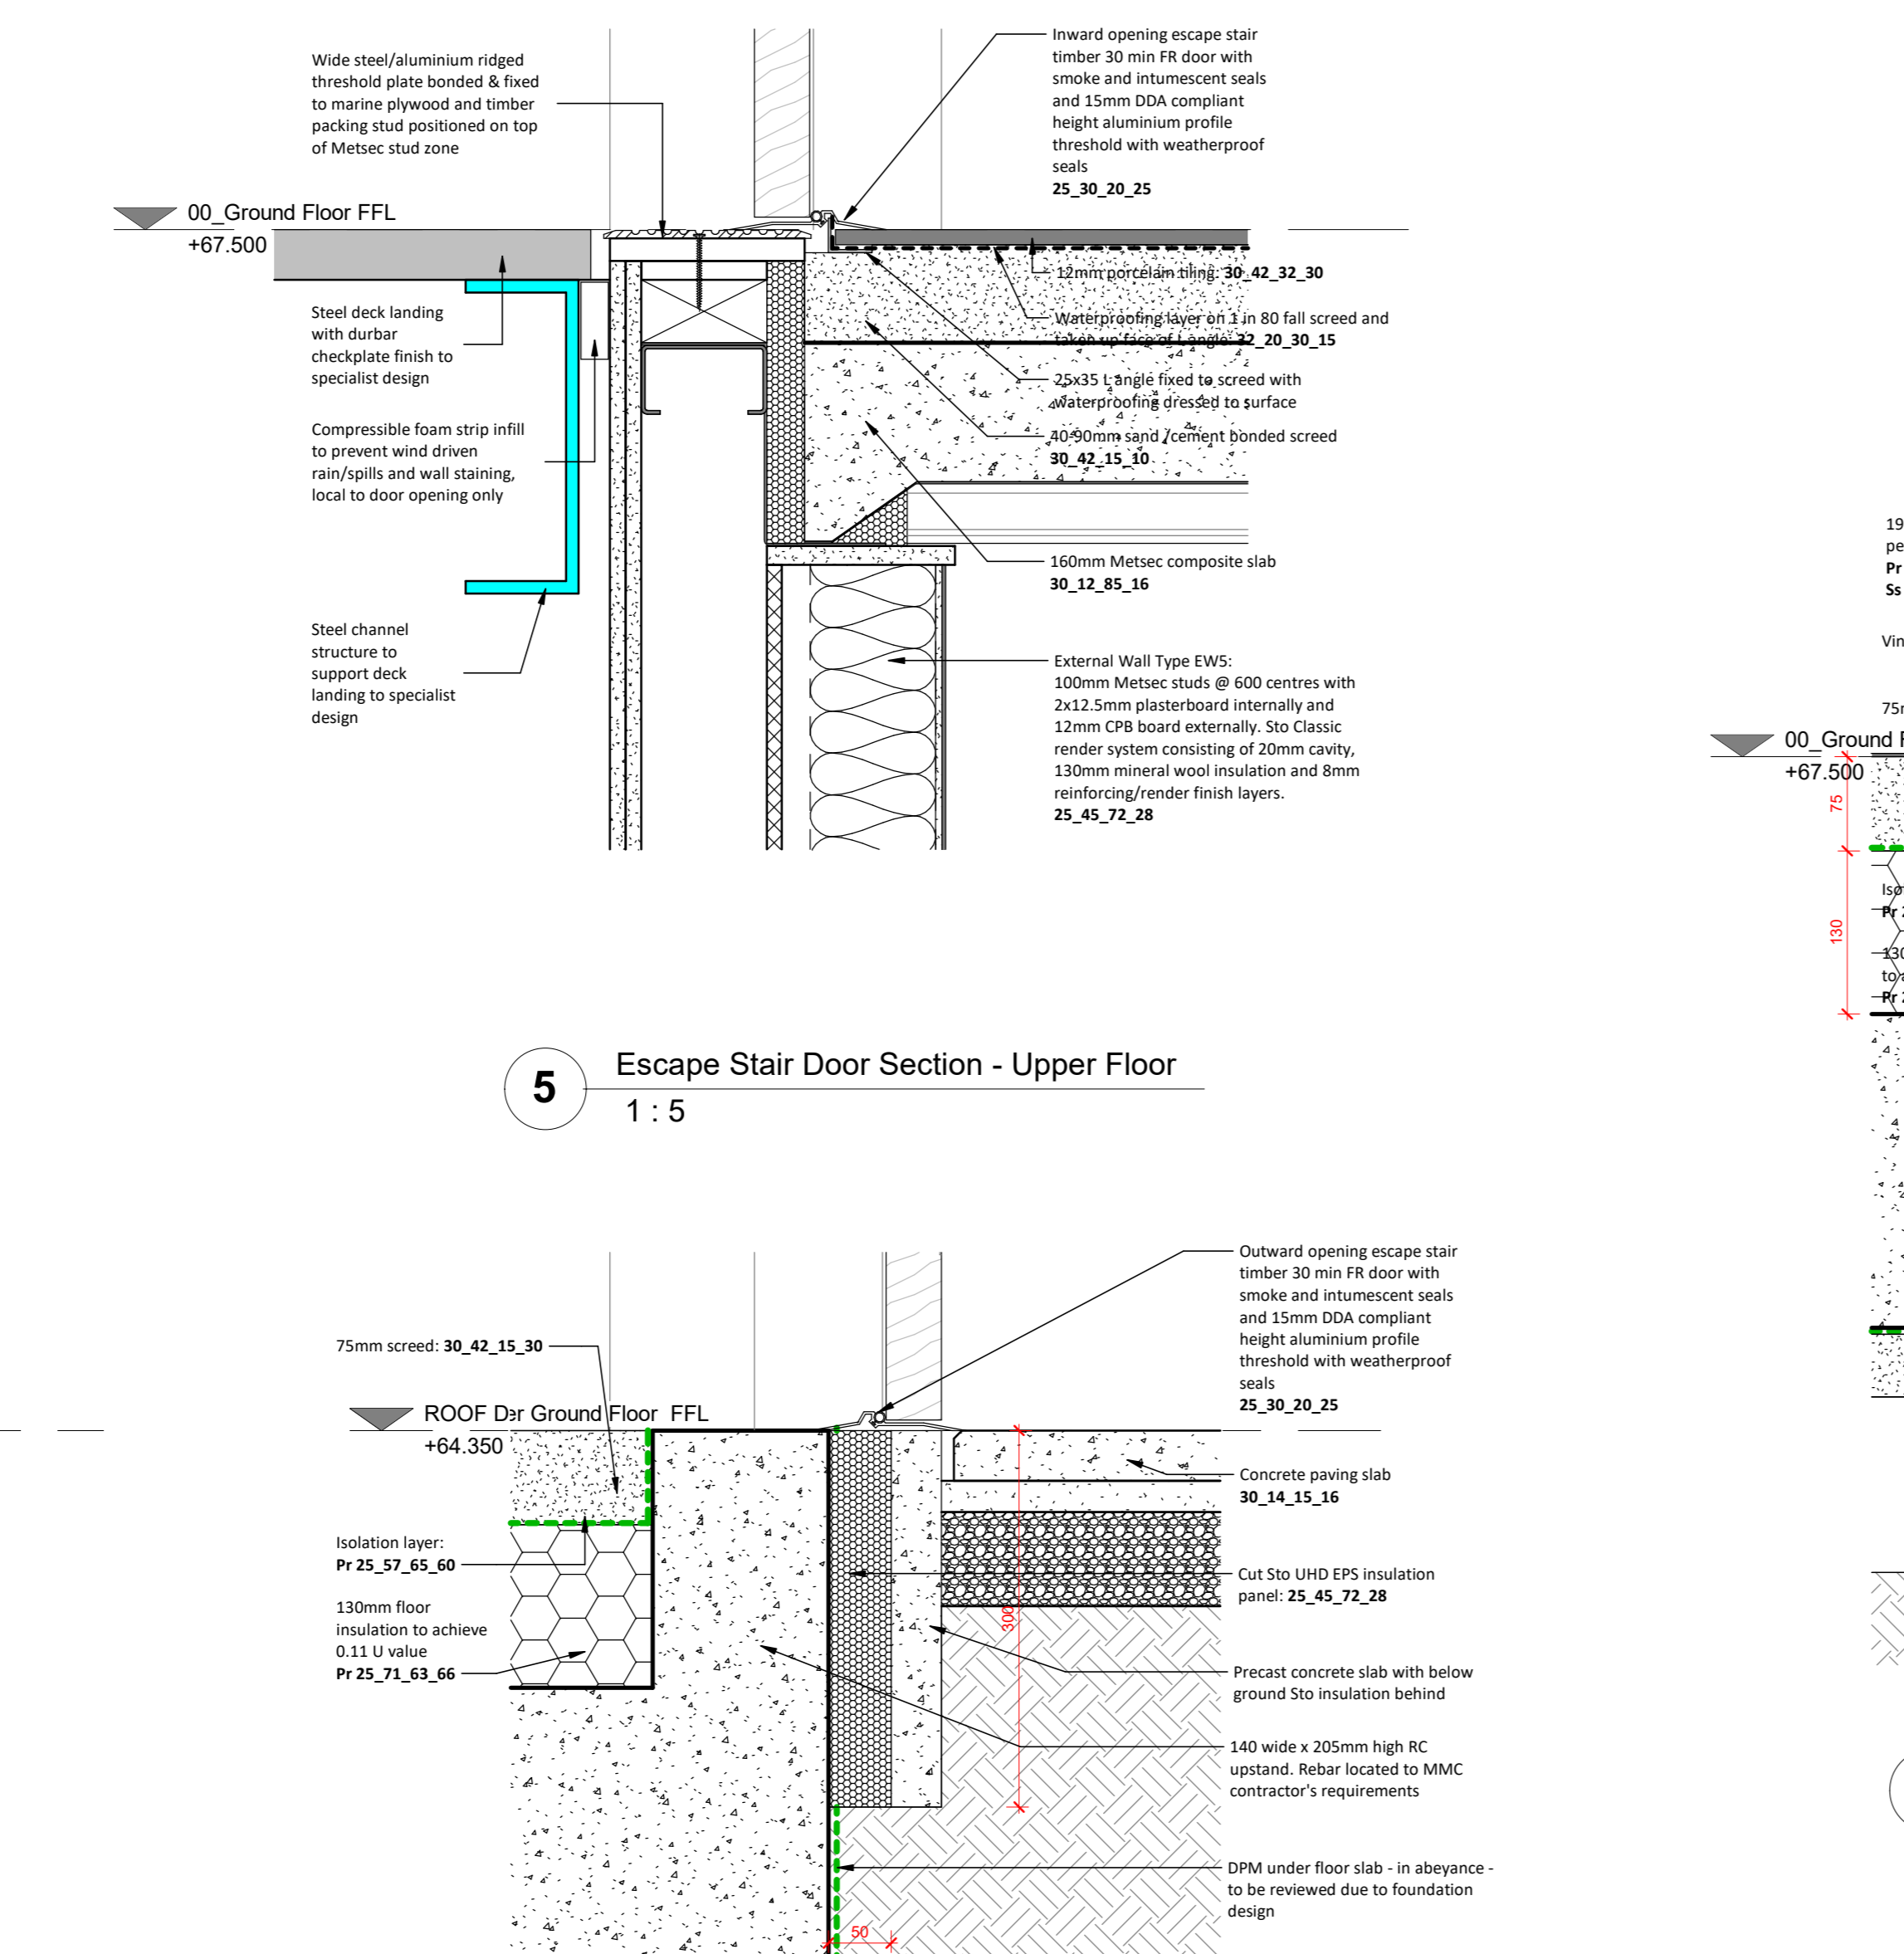 Wide steel/aluminium ridged
threshold plate bonded & fixed
to marine plywood and timber
packing stud positioned on top
of Metsec stud zone
Inward opening escape stair
timber 30 min FR door with
smoke and intumescent seals
and 15mm DDA compliant
height aluminium profile
threshold with weatherproof
seals
25_30_20_25
00_Ground Floor FFL
+67.500
Steel deck landing
with durbar
checkplate finish to
specialist design
Compressible foam strip infill
to prevent wind driven
rain/spills and wall staining,
local to door opening only
Steel channel
structure to
support deck
landing to specialist
design
12mm porcelain tiling: 30_42_32_30
Waterproofing layer on 1 in 80 fall screed and
taken up face of L angle: 32_20_30_15
25x35 L angle fixed to screed with
waterproofing dressed to surface
40-90mm sand /cement bonded screed
30_42_15_10
160mm Metsec composite slab
30_12_85_16
External Wall Type EW5:
100mm Metsec studs @ 600 centres with
2x12.5mm plasterboard internally and
12mm CPB board externally. Sto Classic
render system consisting of 20mm cavity,
130mm mineral wool insulation and 8mm
reinforcing/render finish layers.
25_45_72_28
5
Escape Stair Door Section - Upper Floor
1 : 5
75mm screed: 30_42_15_30
ROOF Der Ground Floor FFL
+64.350
Isolation layer:
Pr 25_57_65_60
130mm floor
insulation to achieve
0.11 U value
Pr 25_71_63_66
Outward opening escape stair
timber 30 min FR door with
smoke and intumescent seals
and 15mm DDA compliant
height aluminium profile
threshold with weatherproof
seals
25_30_20_25
Concrete paving slab
30_14_15_16
Cut Sto UHD EPS insulation
panel: 25_45_72_28
300
Precast concrete slab with below
ground Sto insulation behind
140 wide x 205mm high RC
upstand. Rebar located to MMC
contractor's requirements
DPM under floor slab - in abeyance -
to be reviewed due to foundation
design
50
19
pe
Pr
Ss
Vin
75
00_Ground
+67.500
75
130
Iso
Pr
130
to
Pr